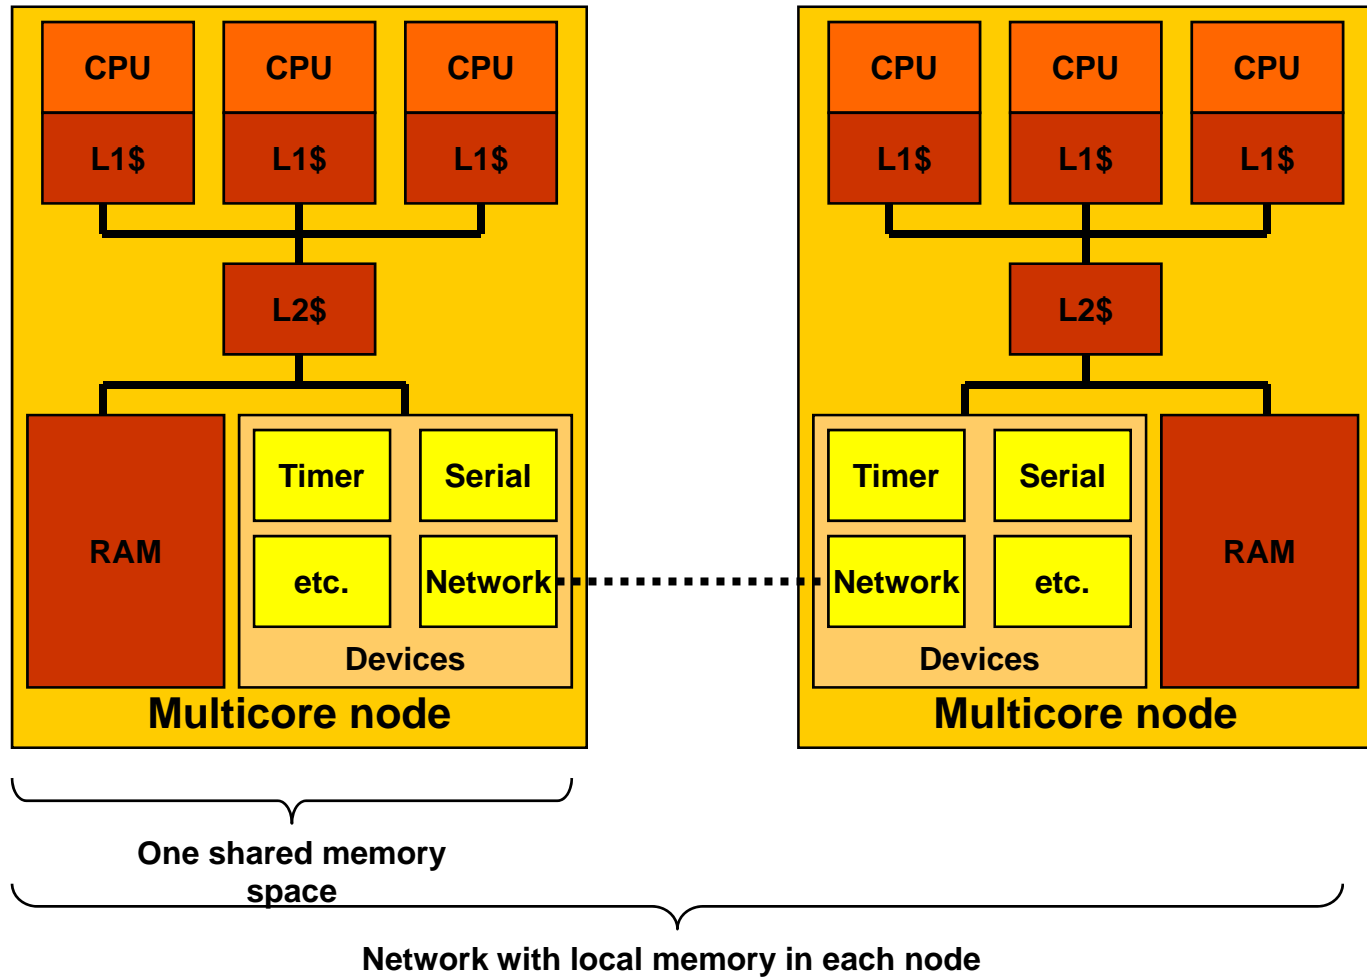 CPU
CPU
CPU
L1$
L1$
L1$
L2$
RAM
Timer
Serial
etc.
Network
Devices
Multicore node
CPU
CPU
CPU
L1$
L1$
L1$
L2$
Timer
Serial
Network
etc.
Devices
RAM
Multicore node
One shared memory
space
Network with local memory in each node